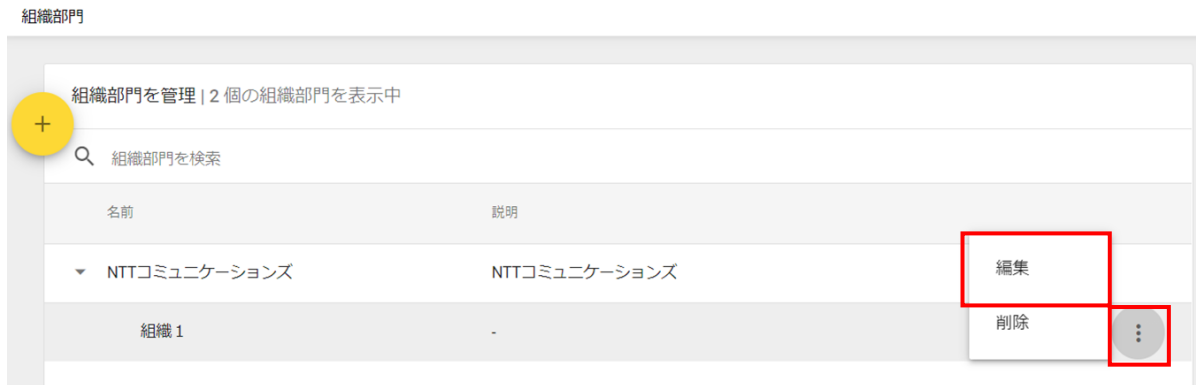 組織部門
組織部門を管理 | 2 個の組織部門を表示中
+
組織部門を検索
名前 説明
NTTコミュニケーションズ NTTコミュニケーションズ
編集
組織 1 -
削除